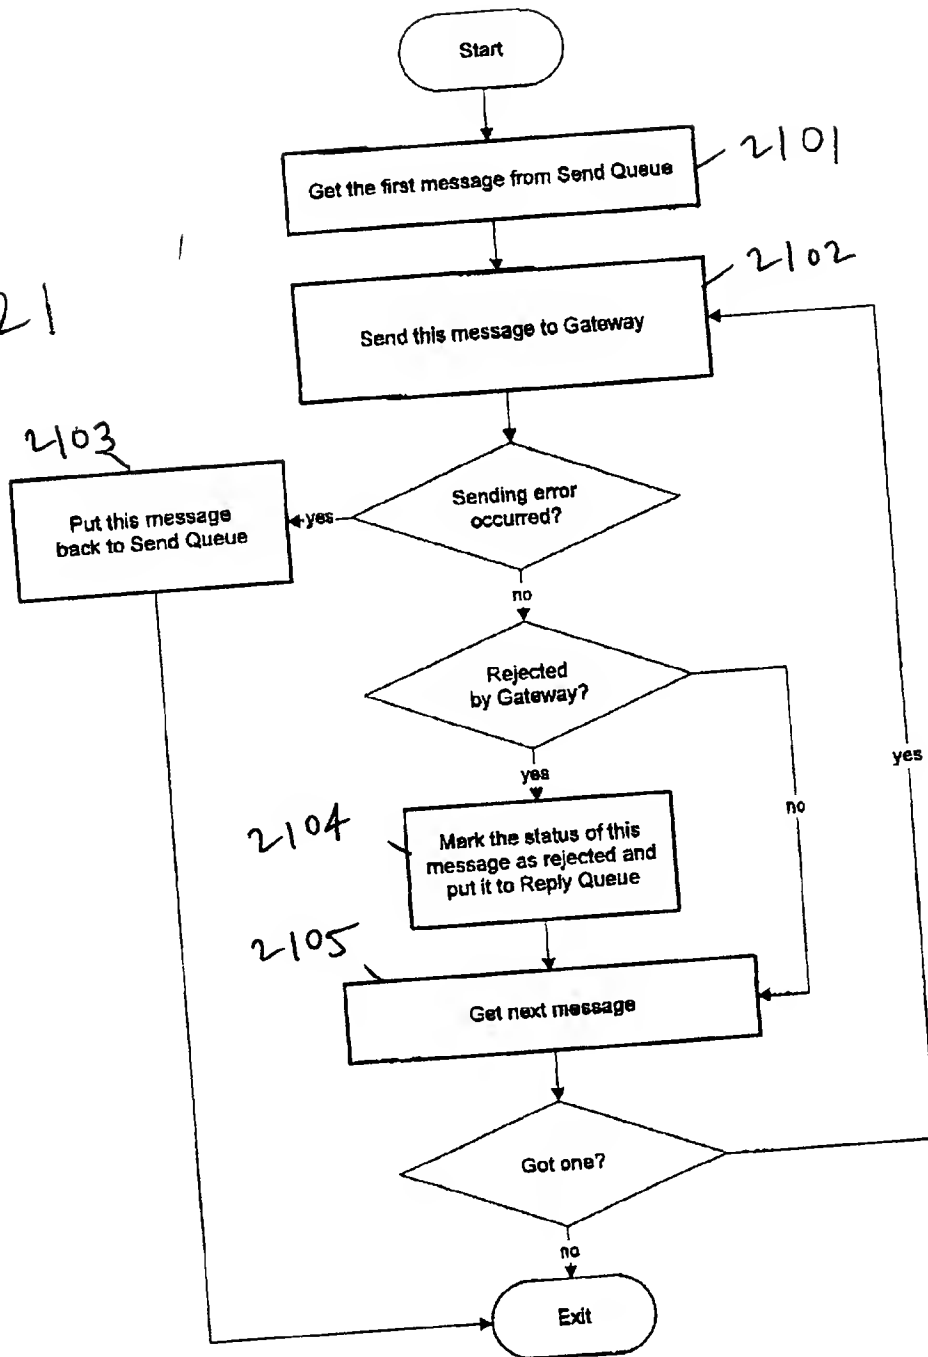 Start
Get the first message from Send Queue
2101
Send this message to Gateway
2102
21
2103
Put this message
back to Send Queue
yes
Sending error
occurred?
no
Rejected
by Gateway?
yes
no
yes
2104
Mark the status of this
message as rejected and
put it to Reply Queue
2105
Get next message
Got one?
no
Exit